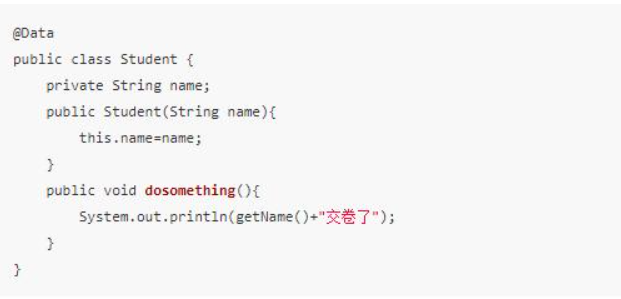 @Data
public class Student {
    private String name;
    public Student(String name){
        this.name=name;
    }
    public void dosomething(){
        System.out.println(getName()+"交卷了");
    }
}